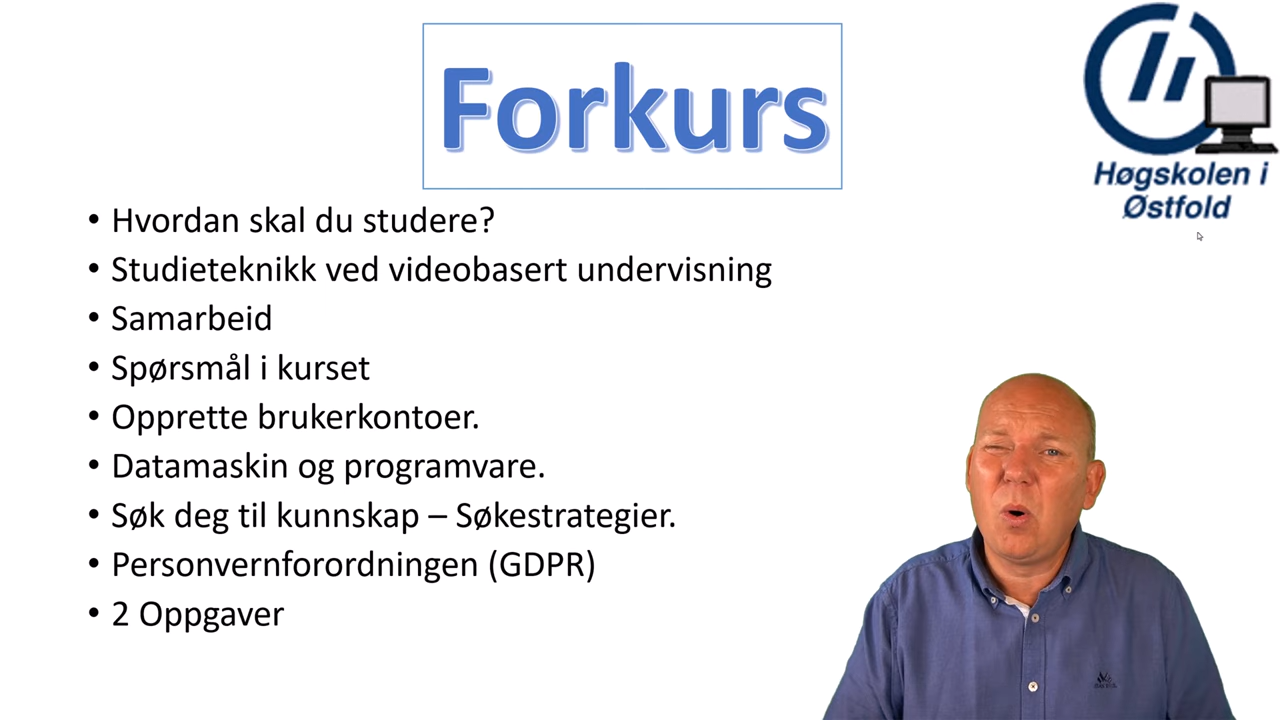 Forkurs
Høgskolen i
Østfold
• Hvordan skal du studere?
• Studieteknikk ved videobasert undervisning
• Samarbeid
• Spørsmål i kurset
• Opprette brukerkontoer.
• Datamaskin og programvare.
• Søk deg til kunnskap – Søkestrategier.
• Personvernforordningen (GDPR)
• 2 Oppgaver